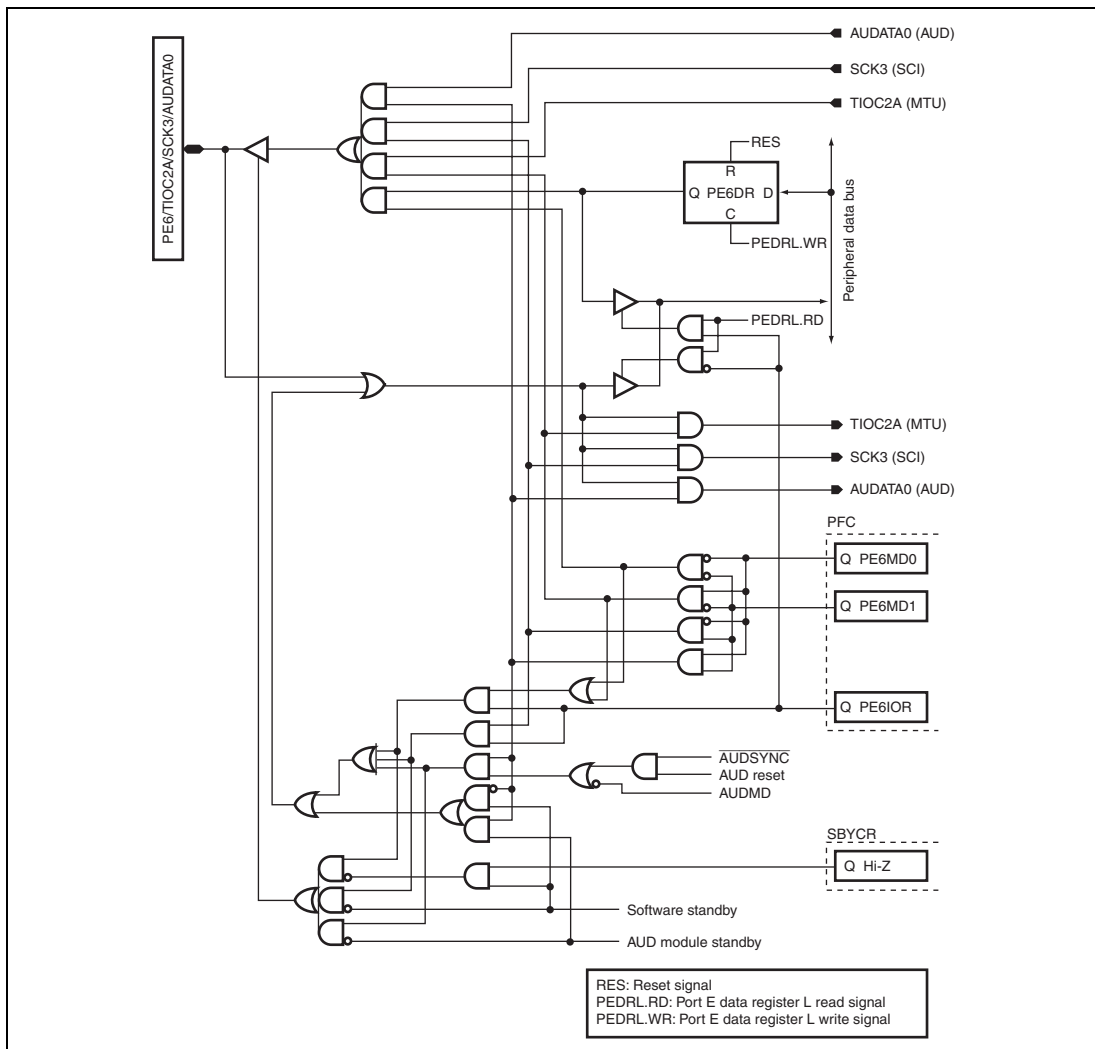 AUDATA0 (AUD)
SCK3 (SCI)
TIOC2A (MTU)
PE6/TIOC2A/SCK3/AUDATA0
RES
R
Q PE6DR D
C
PEDRL.WR
Peripheral data bus
PEDRL.RD
TIOC2A (MTU)
SCK3 (SCI)
AUDATA0 (AUD)
PFC
Q PE6MD0
Q PE6MD1
Q PE6IOR
AUDSYNC
AUD reset
AUDMD
SBYCR
Q Hi-Z
Software standby
AUD module standby
RES: Reset signal
PEDRL.RD: Port E data register L read signal
PEDRL.WR: Port E data register L write signal